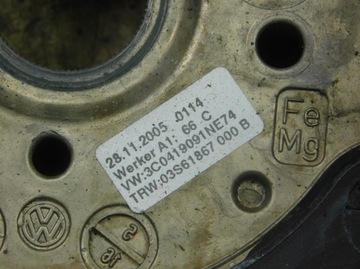 28.11.2005 0114
Werker A1: 66 C
VW:3C0419091NE74
TRW:03S61867 000 B
Fe
Mg